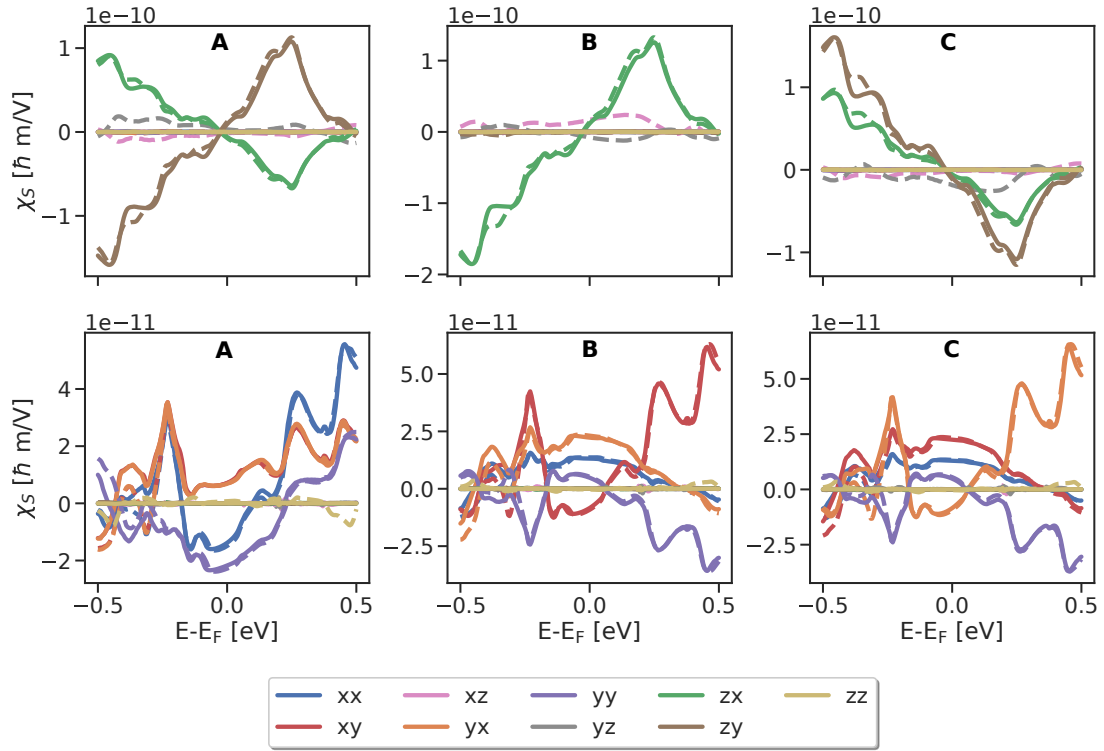 1e−10 1e−10 1e−10
A B C
χS [ħ m/V]
1
0
−1
1
0
−1
−2
1
0
−1
1e−11 1e−11 1e−11
A B C
χS [ħ m/V]
4
2
0
−2
5.0
2.5
0.0
−2.5
5.0
2.5
0.0
−2.5
−0.5 0.0 0.5 −0.5 0.0 0.5 −0.5 0.0 0.5
E-EF [eV] E-EF [eV] E-EF [eV]
xx xz yy zx zz
xy yx yz zy